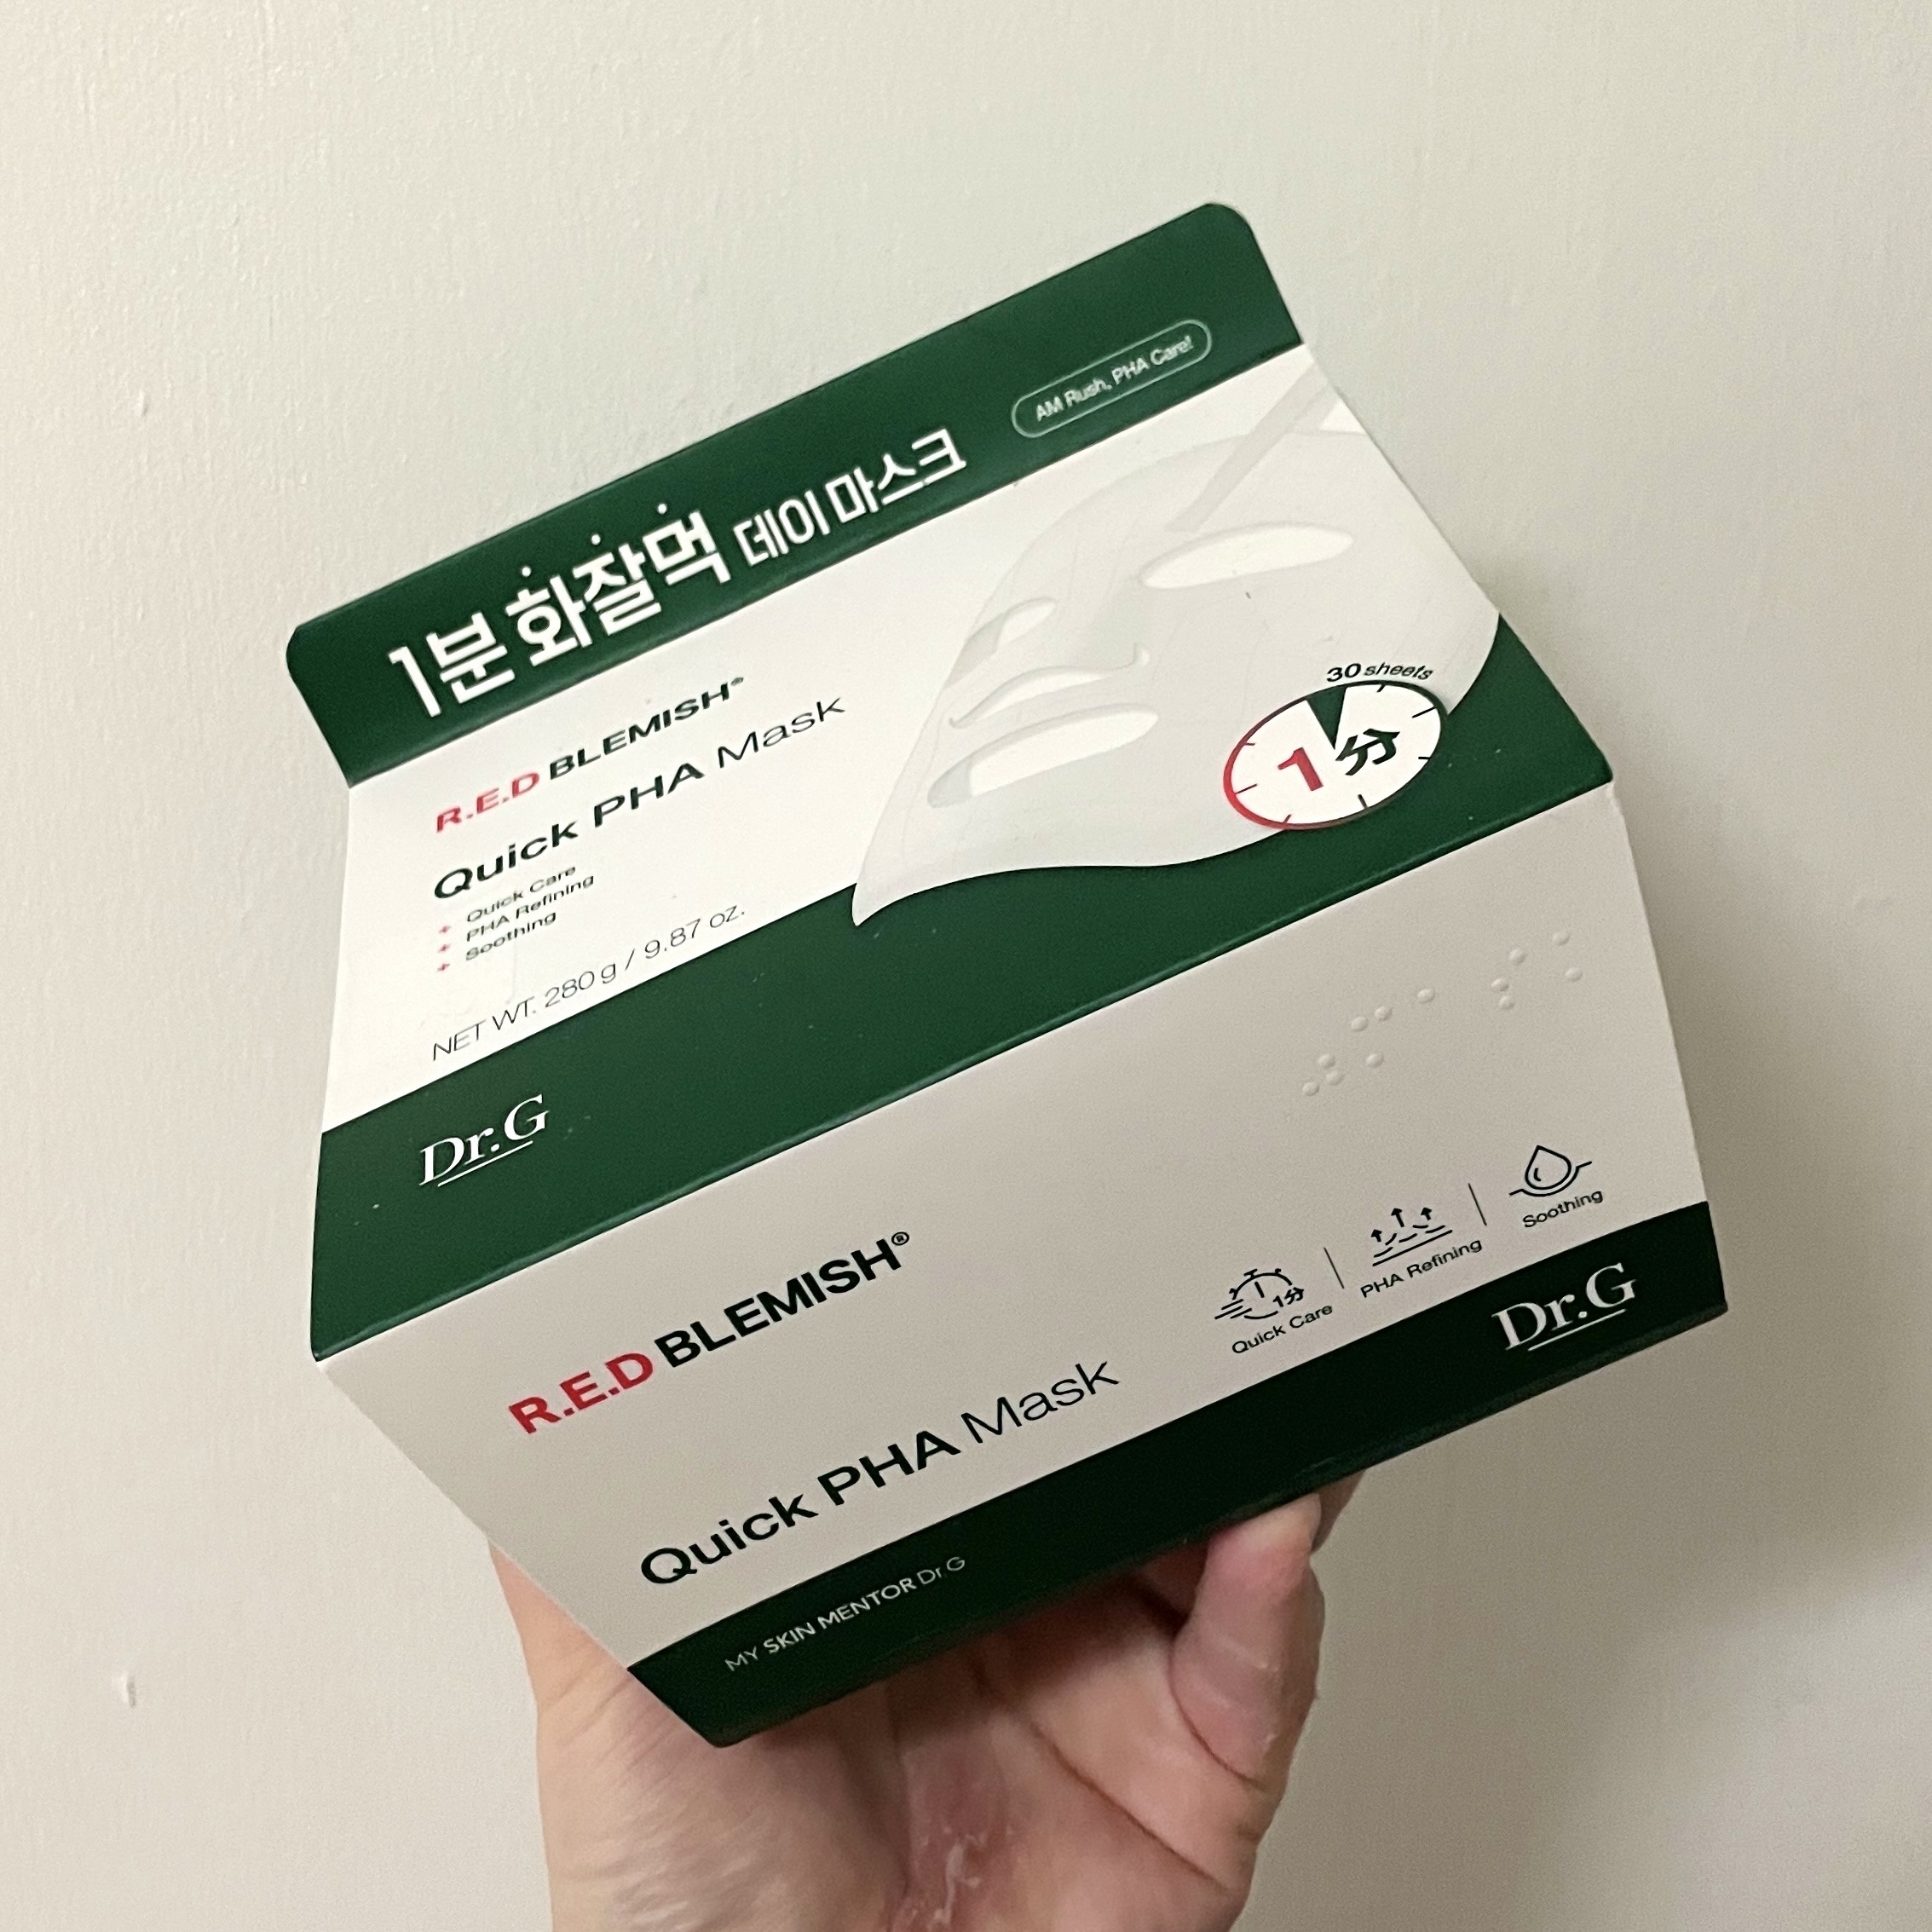 AM Rush, PHA Care!
1분 화잘먹 데이 마스크
R.E.D BLEMISH®
Quick PHA Mask
+ Quick Care
+ PHA Refining
+ Soothing
NET WT. 280 g / 9.87 oz.
30 sheets
1分
Dr.G
R.E.D BLEMISH®
Quick PHA Mask
1分
Quick Care
PHA Refining
Soothing
MY SKIN MENTOR Dr.G
Dr.G